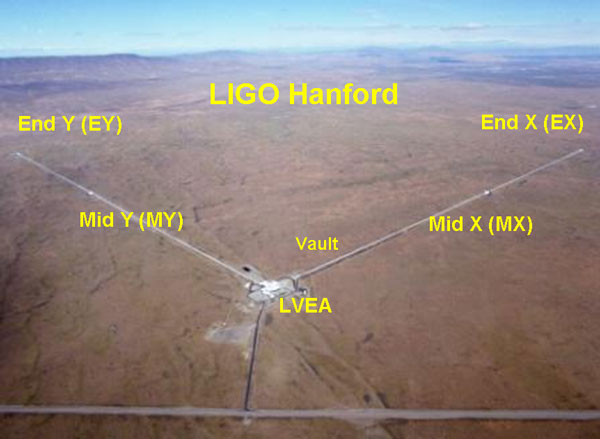 LIGO Hanford
End Y (EY)
End X (EX)
Mid Y (MY)
Mid X (MX)
Vault
LVEA